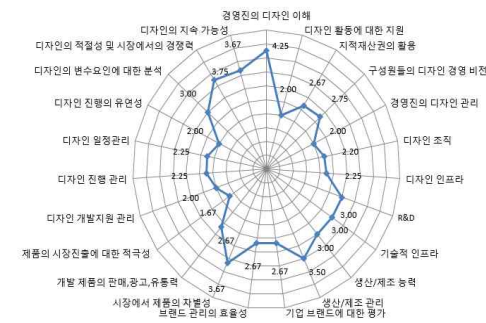 경영진의 디자인 이해
디자인의 지속 가능성
디자인 활동에 대한 지원
3.67
4.25
디자인의 적절성 및 시장에서의 경쟁력
지적재산권의 활용
디자인의 변수요인에 대한 분석
3.75
2.67
구성원들의 디자인 경영 비전
3.00
2.00
2.75
디자인 진행의 유연성
경영진의 디자인 관리
2.00
2.00
디자인 일정관리
2.25
2.20
디자인 조직
디자인 진행 관리
2.25
2.25
디자인 인프라
디자인 개발지원 관리
2.00
1.67
3.00
R&D
제품의 시장진출에 대한 적극성
2.67
3.00
3.00
기술적 인프라
개발 제품의 판매,광고,유통력
3.67
2.67
2.67
3.50
생산/제조 능력
시장에서 제품의 차별성
생산/제조 관리
브랜드 관리의 효율성
기업 브랜드에 대한 평가